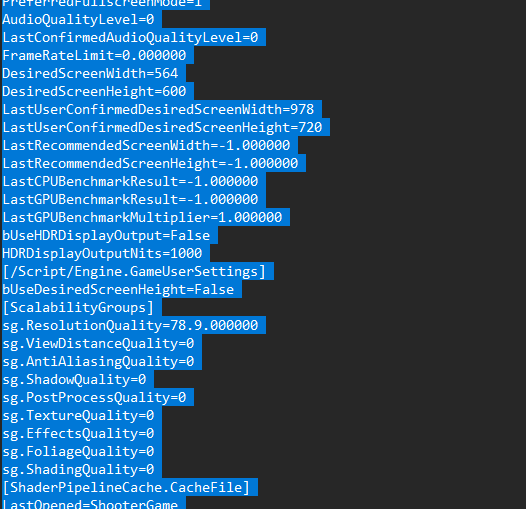 PreferredFullscreenMode=1
AudioQualityLevel=0
LastConfirmedAudioQualityLevel=0
FrameRateLimit=0.000000
DesiredScreenWidth=564
DesiredScreenHeight=600
LastUserConfirmedDesiredScreenWidth=978
LastUserConfirmedDesiredScreenHeight=720
LastRecommendedScreenWidth=-1.000000
LastRecommendedScreenHeight=-1.000000
LastCPUBenchmarkResult=-1.000000
LastGPUBenchmarkResult=-1.000000
LastGPUBenchmarkMultiplier=1.000000
bUseHDRDisplayOutput=False
HDRDisplayOutputNits=1000
[/Script/Engine.GameUserSettings]
bUseDesiredScreenHeight=False
[ScalabilityGroups]
sg.ResolutionQuality=78.9.000000
sg.ViewDistanceQuality=0
sg.AntiAliasingQuality=0
sg.ShadowQuality=0
sg.PostProcessQuality=0
sg.TextureQuality=0
sg.EffectsQuality=0
sg.FoliageQuality=0
sg.ShadingQuality=0
[ShaderPipelineCache.CacheFile]
LastOpened=ShooterGame